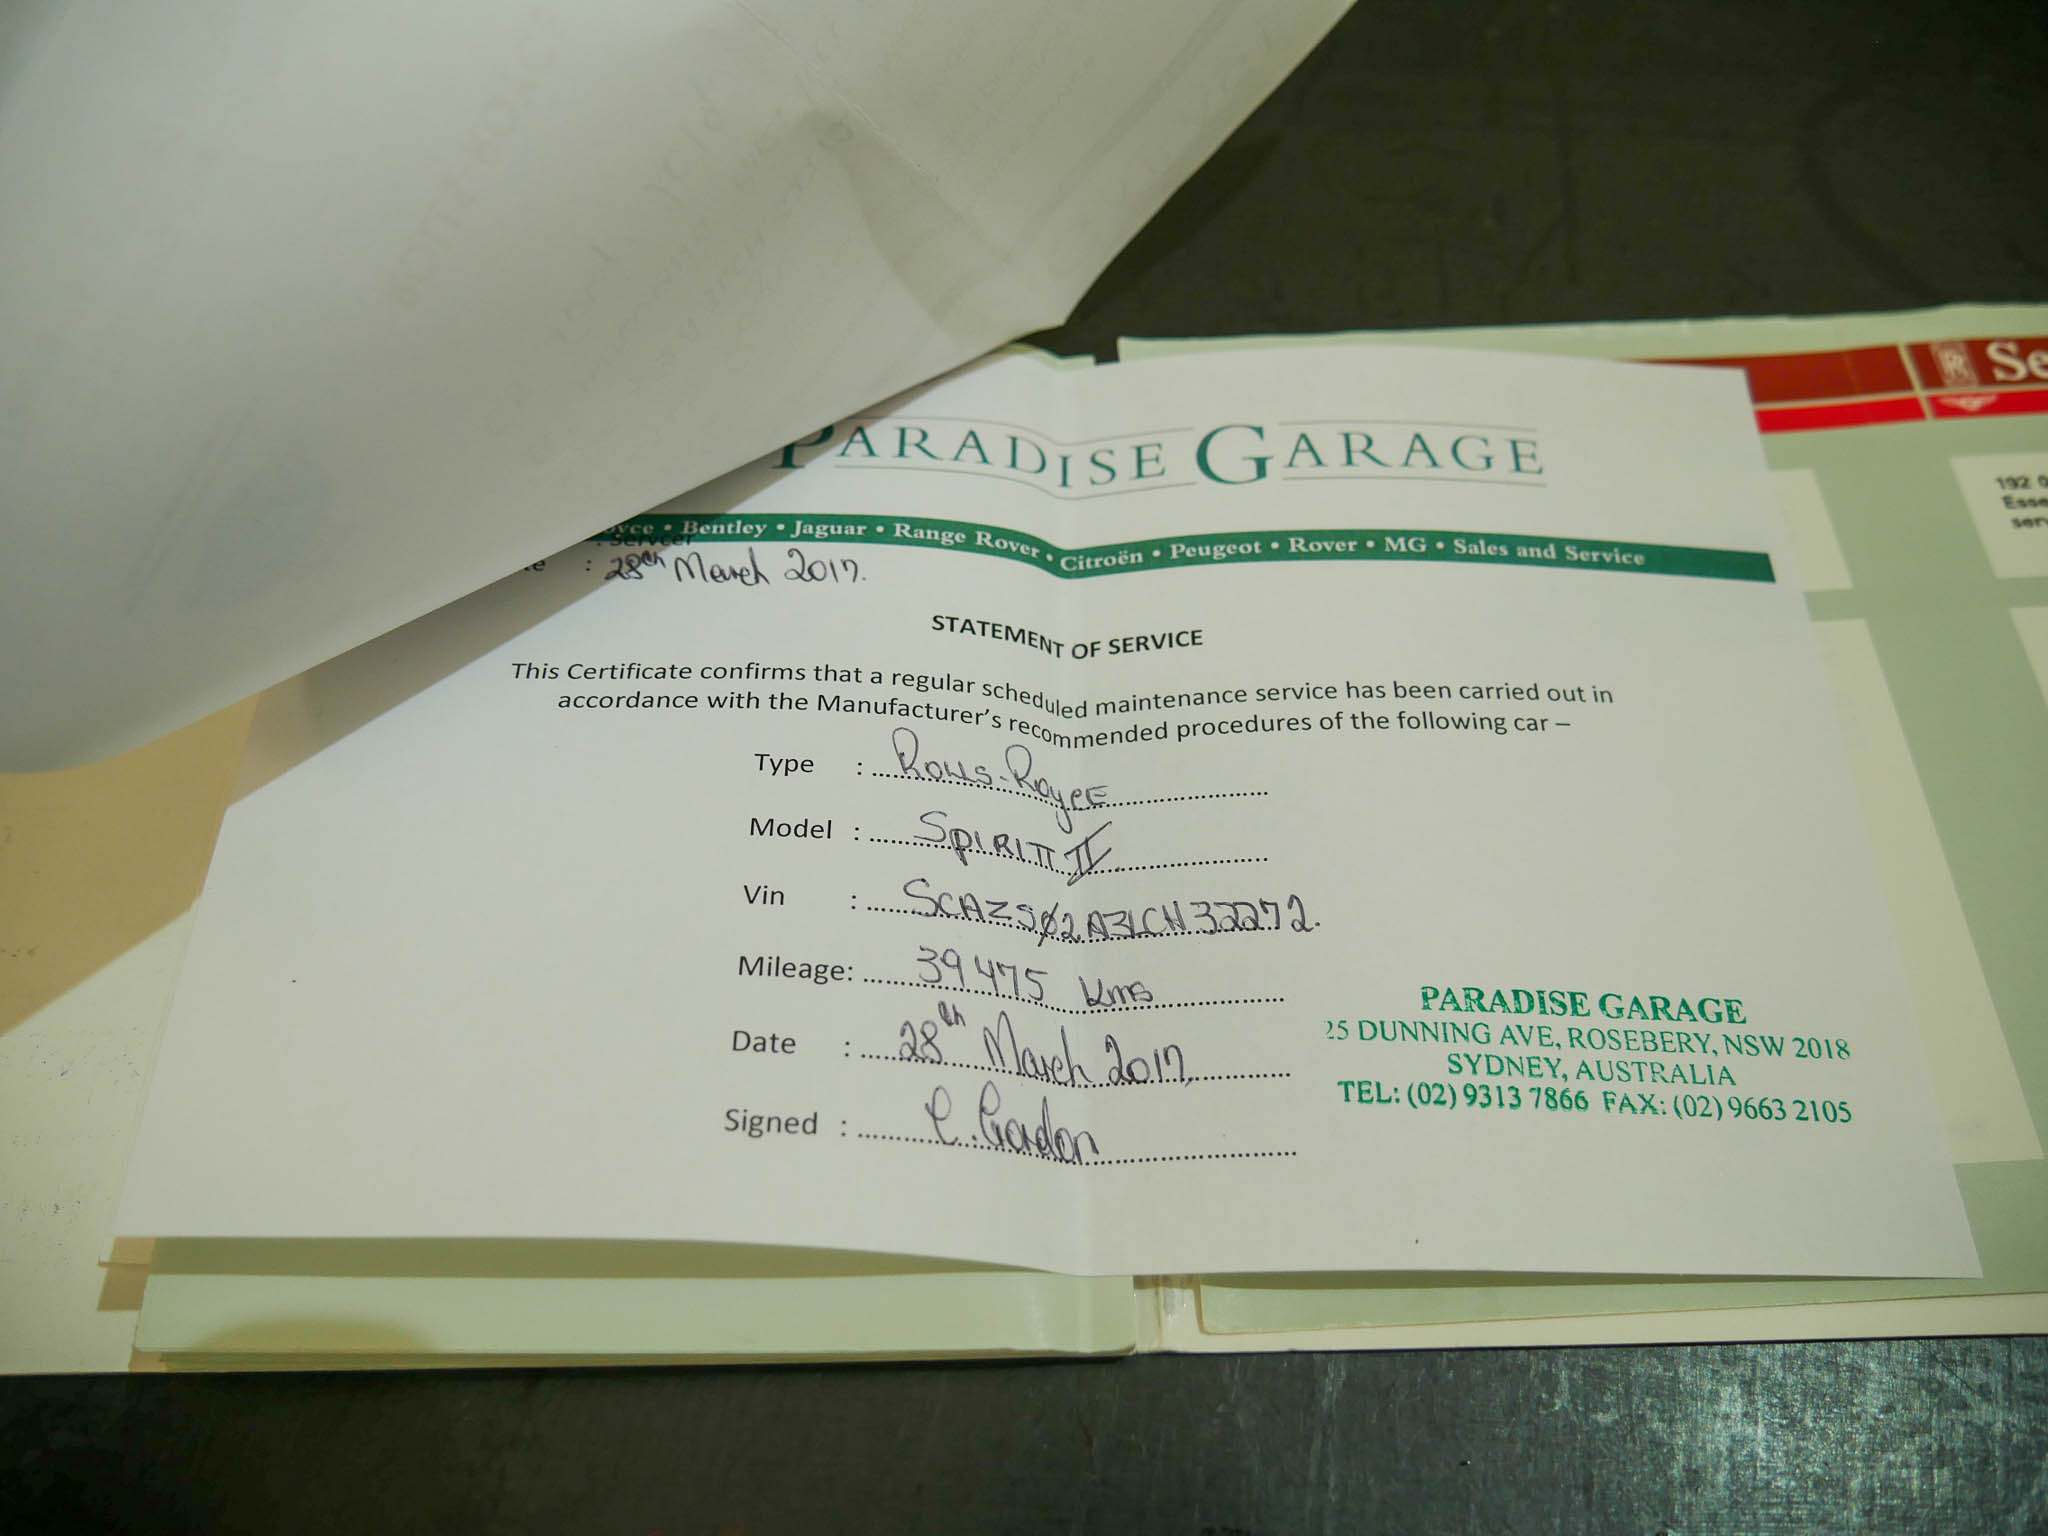 PARADISE GARAGE
• Bentley • Jaguar • Range Rover • Citroën • Peugeot • Rover • MG • Sales and Service
: 28th March 2017.
STATEMENT OF SERVICE
This Certificate confirms that a regular scheduled maintenance service has been carried out in
accordance with the Manufacturer's recommended procedures of the following car –
Type : Rolls-Royce
Model : SPIRIT II
Vin : SCAZS02A3LCH32272.
Mileage: 39475 kms
Date : 28th March 2017
Signed : C. Gordon
PARADISE GARAGE
25 DUNNING AVE, ROSEBERY, NSW 2018
SYDNEY, AUSTRALIA
TEL: (02) 9313 7866 FAX: (02) 9663 2105
RR
Se
192